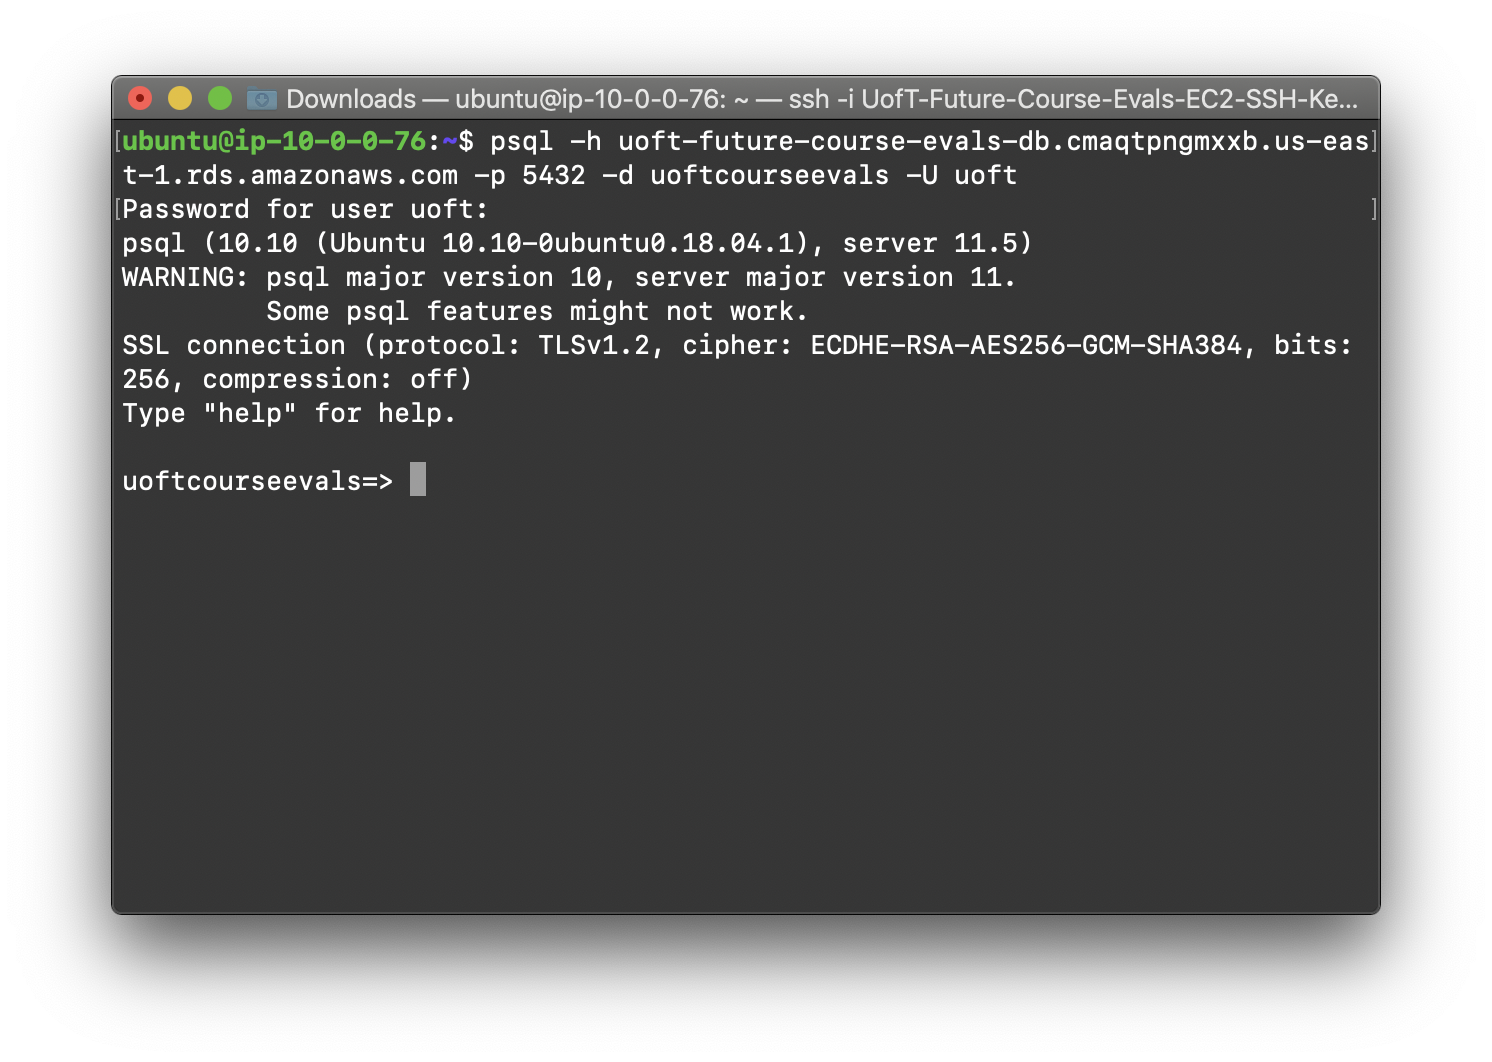 Downloads — ubuntu@ip-10-0-0-76: ~ — ssh -i UofT-Future-Course-Evals-EC2-SSH-Ke...
[ubuntu@ip-10-0-0-76:~$ psql -h uoft-future-course-evals-db.cmaqtpngmxxb.us-eas]
t-1.rds.amazonaws.com -p 5432 -d uoftcourseevals -U uoft
[Password for user uoft: ]
psql (10.10 (Ubuntu 10.10-0ubuntu0.18.04.1), server 11.5)
WARNING: psql major version 10, server major version 11.
         Some psql features might not work.
SSL connection (protocol: TLSv1.2, cipher: ECDHE-RSA-AES256-GCM-SHA384, bits:
256, compression: off)
Type "help" for help.
uoftcourseevals=>